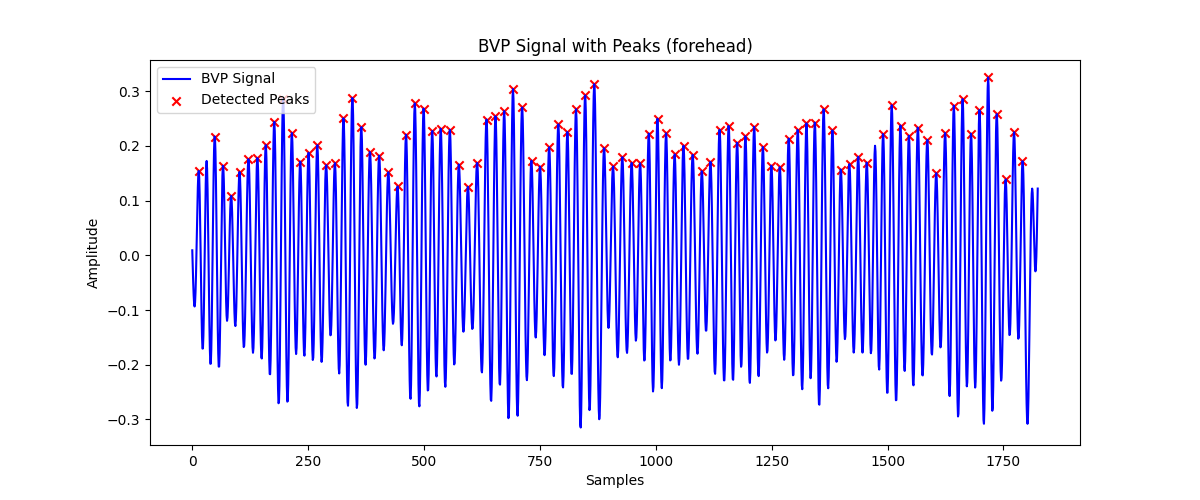 BVP Signal with Peaks (forehead)
BVP Signal
Detected Peaks
Amplitude
0.3
0.2
0.1
0.0
−0.1
−0.2
−0.3
0 250 500 750 1000 1250 1500 1750
Samples